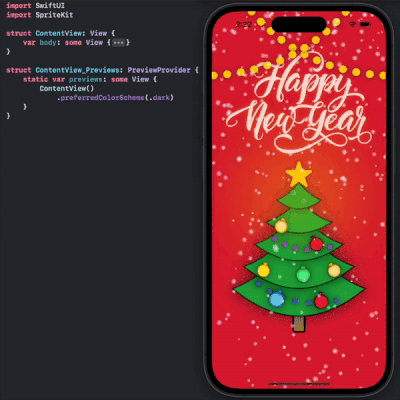 import SwiftUI
import SpriteKit
struct ContentView: View {
var body: some View {•••}
}
struct ContentView_Previews: PreviewProvider {
static var previews: some View {
ContentView()
.preferredColorScheme(.dark)
}
}
Happy
New Year